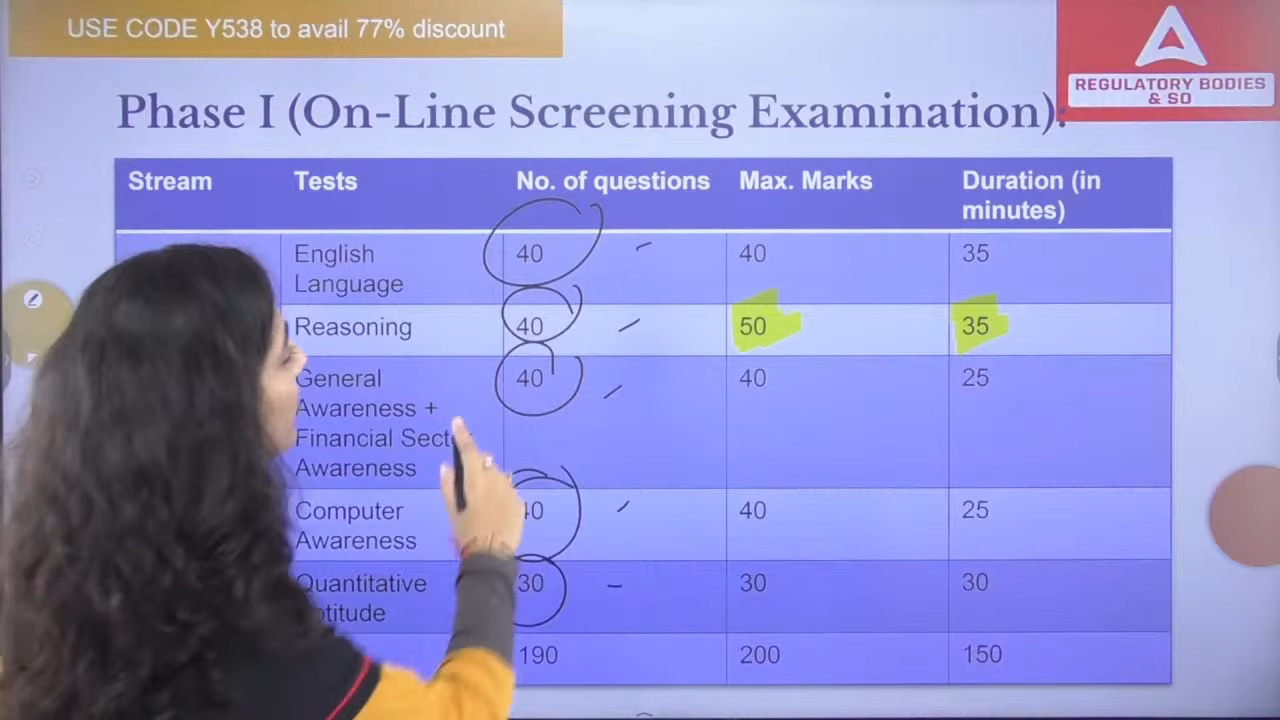 USE CODE Y538 to avail 77% discount
REGULATORY BODIES
& SO
Phase I (On-Line Screening Examination):
Stream Tests No. of questions Max. Marks Duration (in
minutes)
English
Language 40 40 35
Reasoning 40 50 35
General
Awareness +
Financial
Awareness 40 40 25
Computer
Awareness 40 40 25
Quantitative
30 30 30
190 200 150